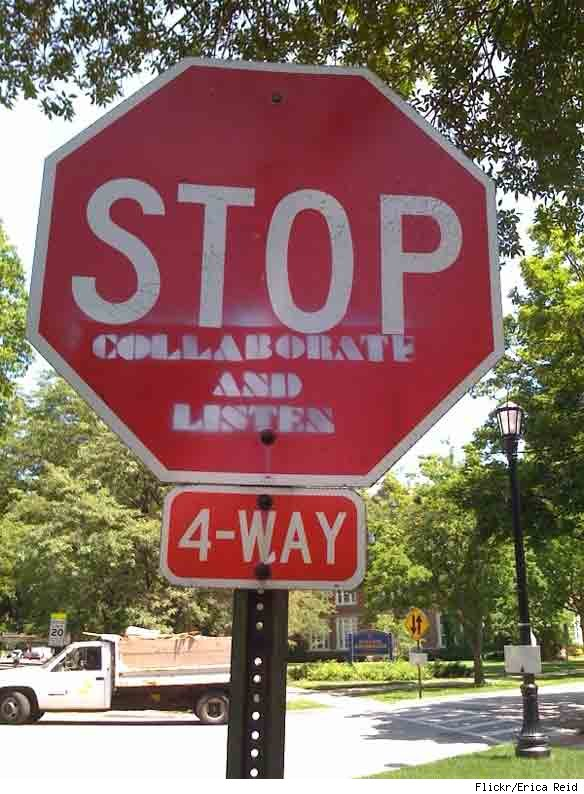 STOP
COLLABORATE
AND
LISTEN
4-WAY
20
Flickr/Erica Reid